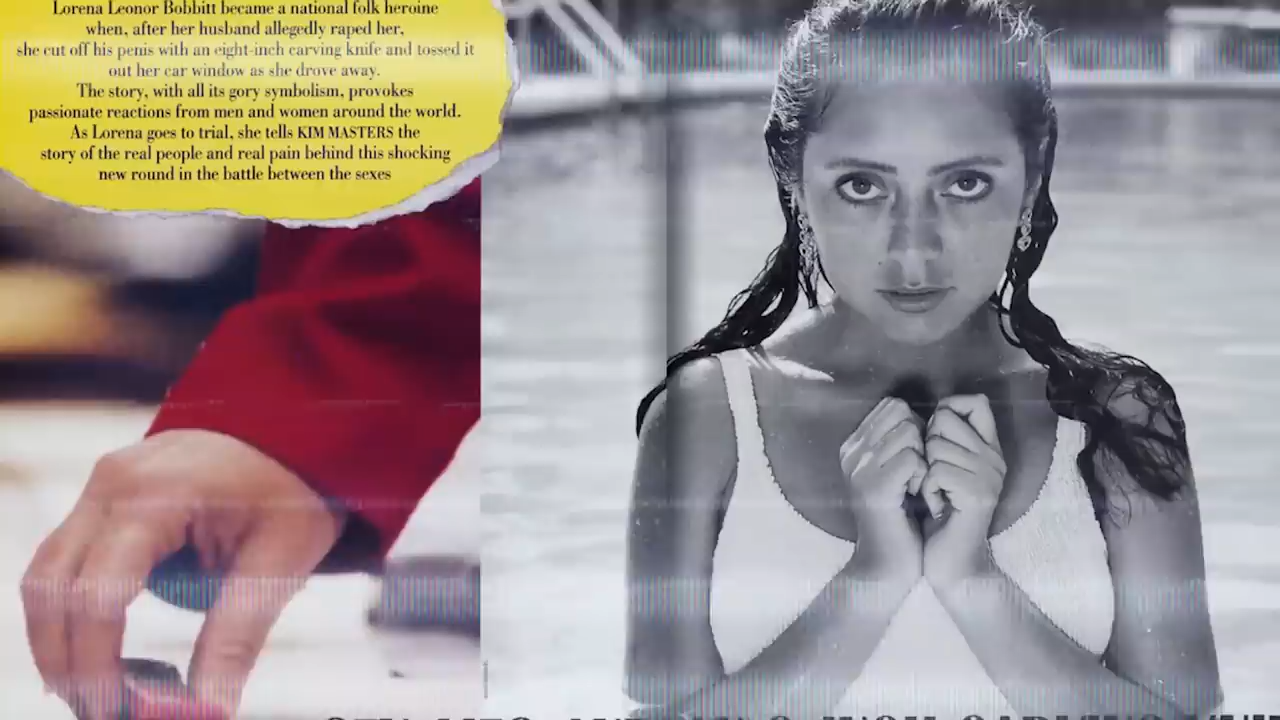 Lorena Leonor Bobbitt became a national folk heroine
when, after her husband allegedly raped her,
she cut off his penis with an eight-inch carving knife and tossed it
out her car window as she drove away.
The story, with all its gory symbolism, provokes
passionate reactions from men and women around the world.
As Lorena goes to trial, she tells KIM MASTERS the
story of the real people and real pain behind this shocking
new round in the battle between the sexes